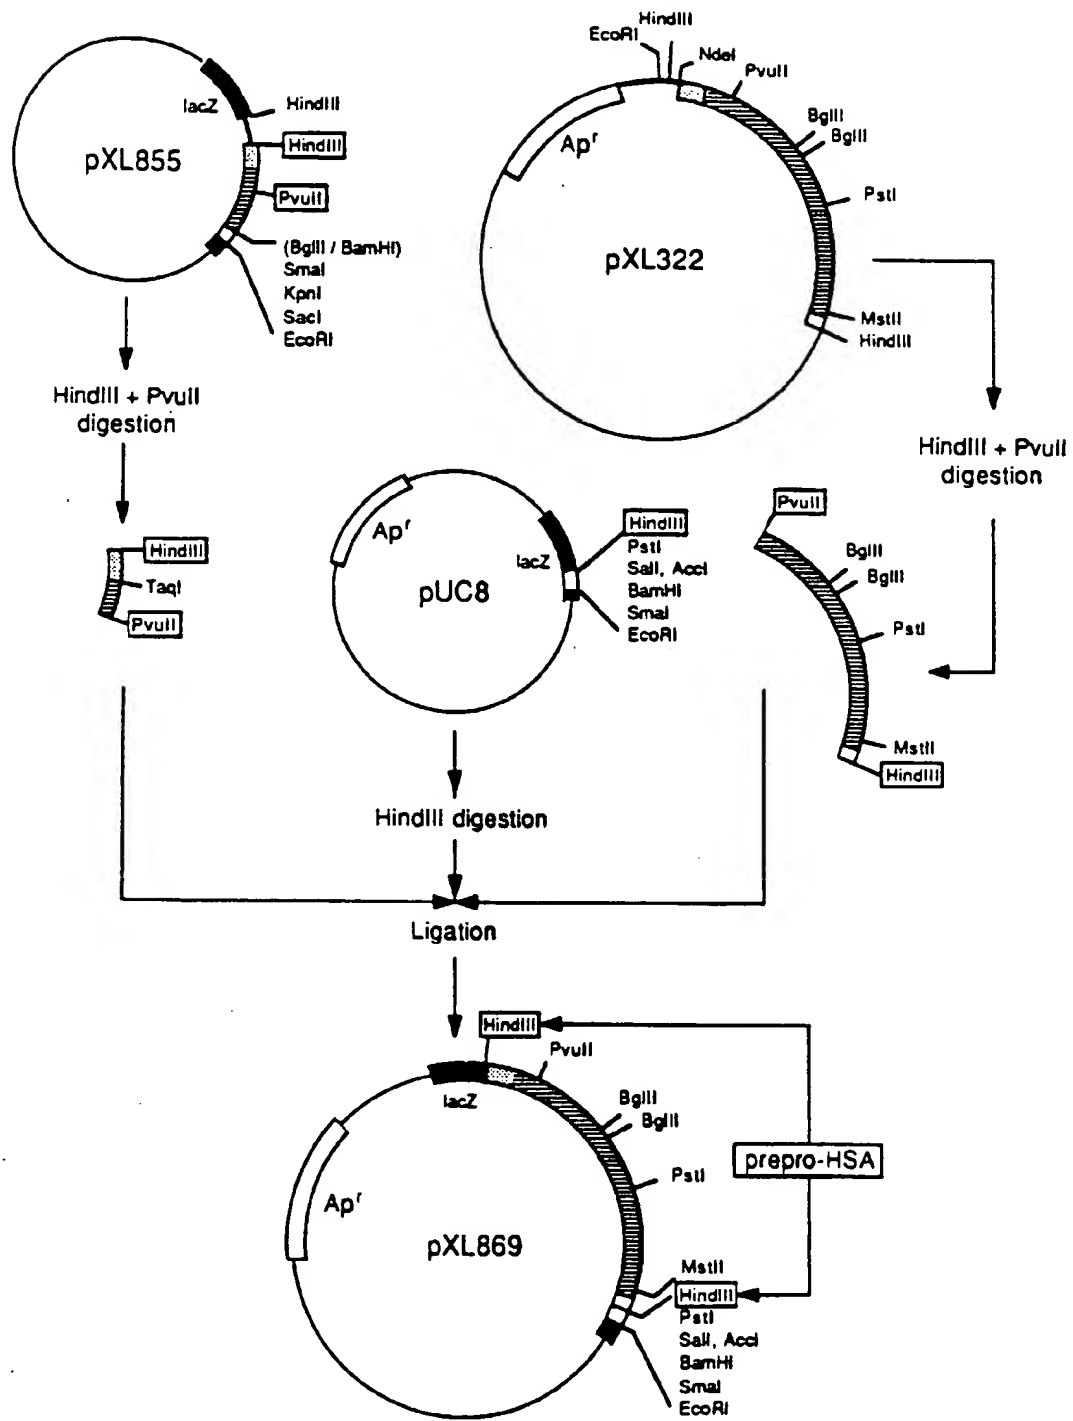 lacZ
HindIII
HindIII
pXL855
PvuII
(BglII / BamHI)
SmaI
KpnI
SacI
EcoRI
HindIII
EcoRI
NdeI
PvuII
BglII
BglII
Apʳ
PstI
pXL322
MstII
HindIII
HindIII + PvuII
digestion
HindIII + PvuII
digestion
HindIII
TaqI
PvuII
Apʳ
lacZ
pUC8
HindIII
PstI
SalI, AccI
BamHI
SmaI
EcoRI
PvuII
BglII
BglII
PstI
MstII
HindIII
HindIII digestion
Ligation
HindIII
PvuII
lacZ
BglII
BglII
prepro-HSA
PstI
Apʳ
pXL869
MstII
HindIII
PstI
SalI, AccI
BamHI
SmaI
EcoRI